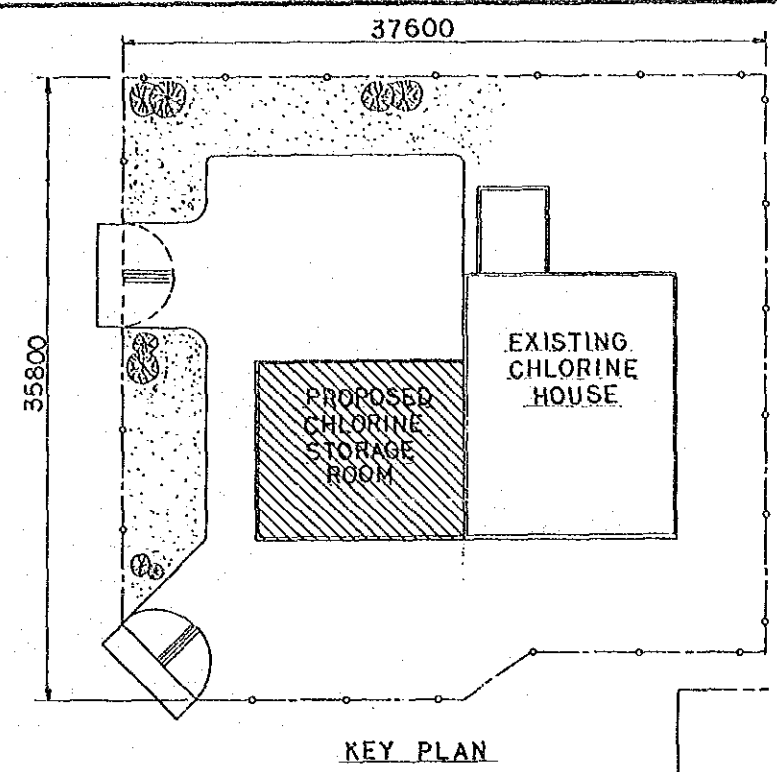 37600
35800
EXISTING
CHLORINE
HOUSE
PROPOSED
CHLORINE
STORAGE
ROOM
KEY PLAN